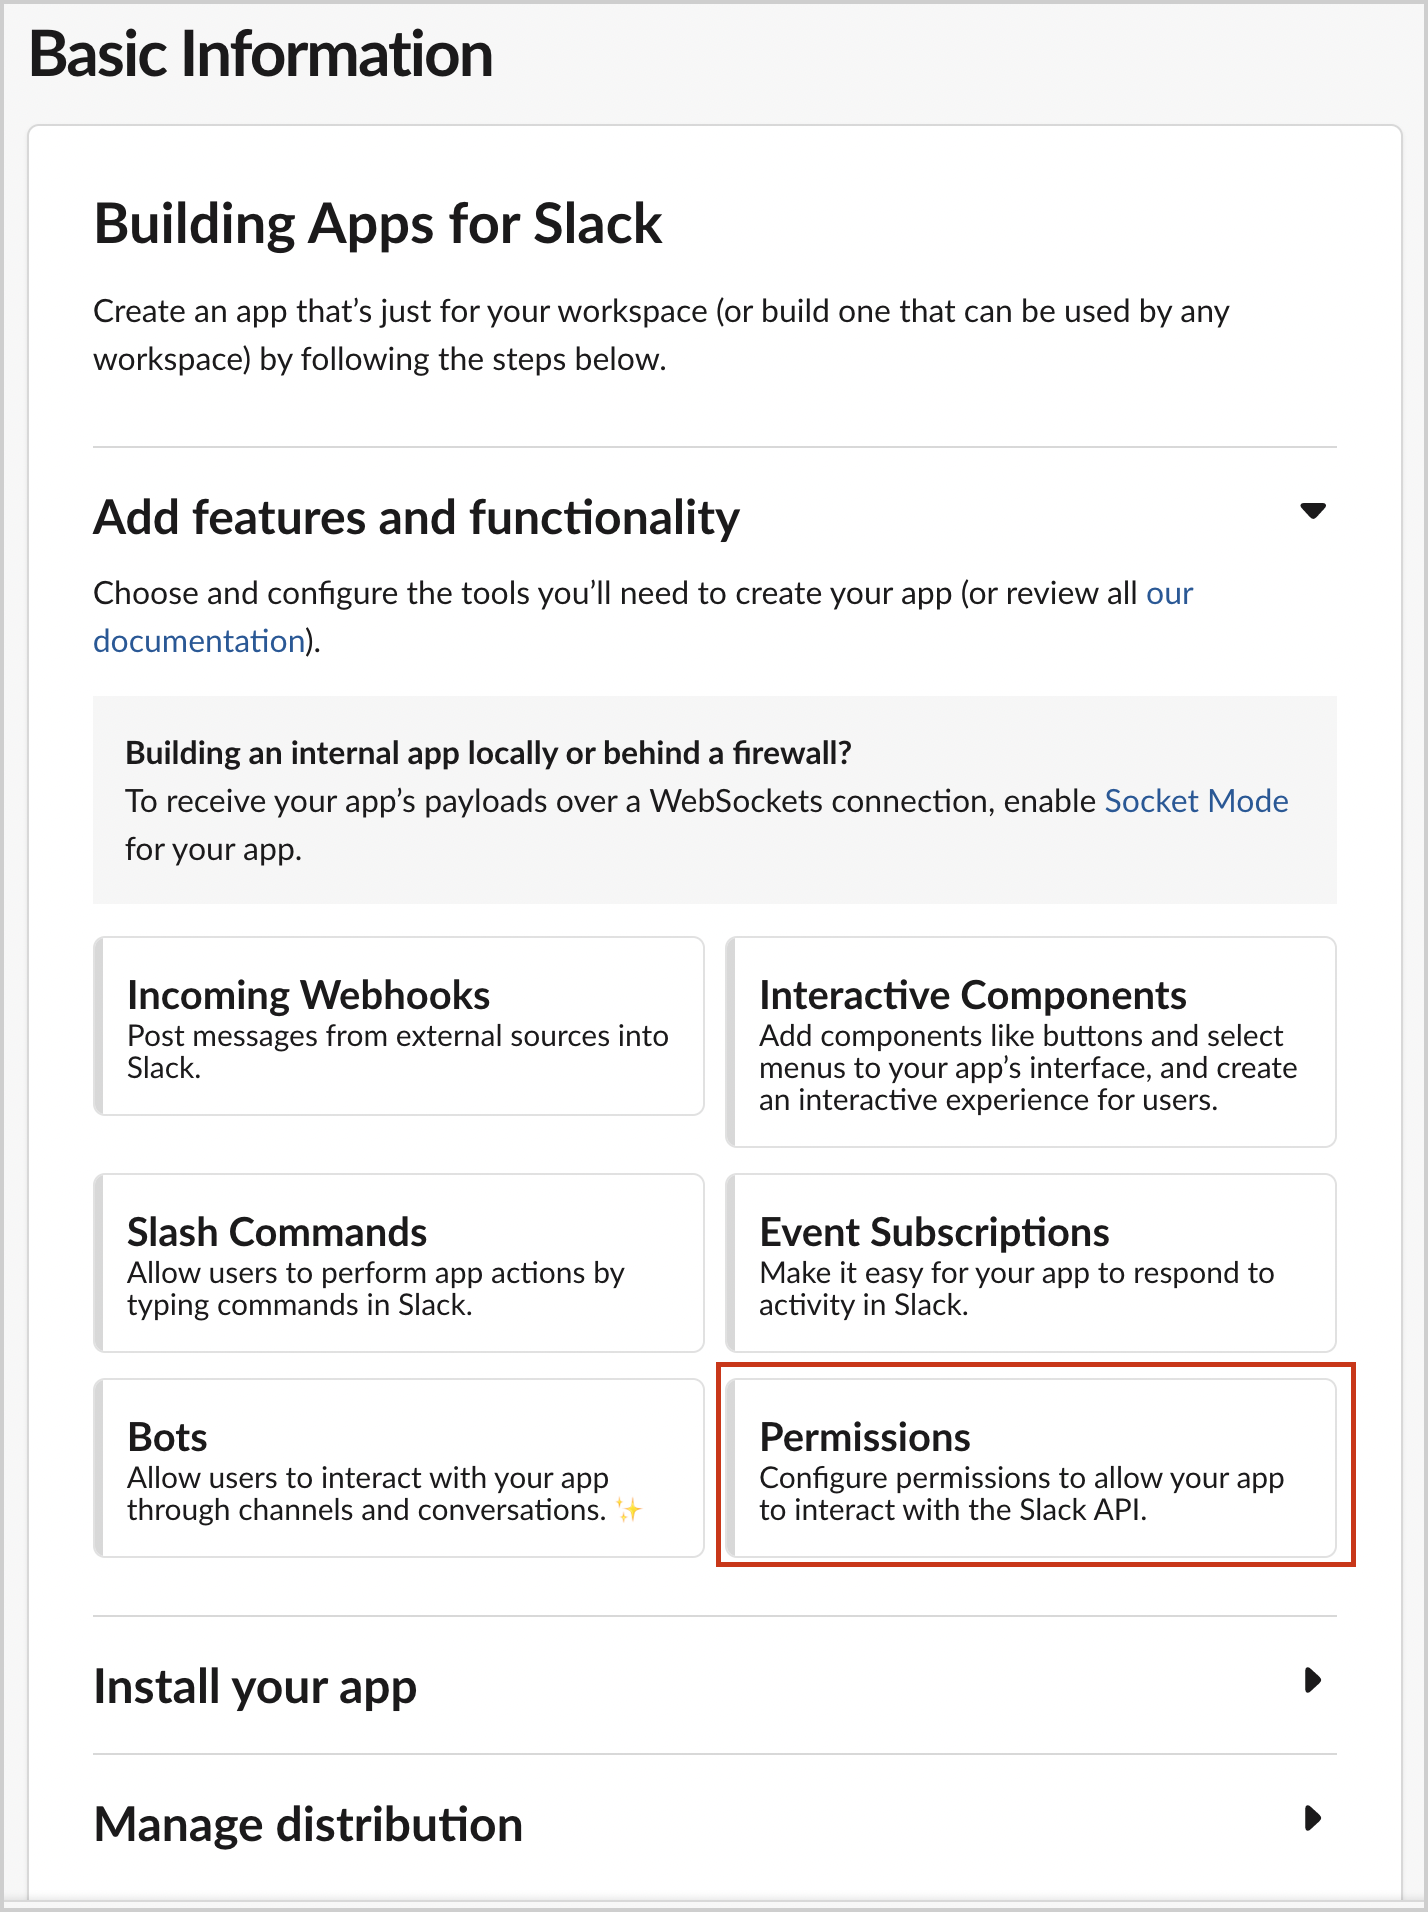 Basic Information
Building Apps for Slack
Create an app that’s just for your workspace (or build one that can be used by any
workspace) by following the steps below.
Add features and functionality
Choose and configure the tools you’ll need to create your app (or review all our
documentation).
Building an internal app locally or behind a firewall?
To receive your app’s payloads over a WebSockets connection, enable Socket Mode
for your app.
Incoming Webhooks
Post messages from external sources into
Slack.
Interactive Components
Add components like buttons and select
menus to your app’s interface, and create
an interactive experience for users.
Slash Commands
Allow users to perform app actions by
typing commands in Slack.
Event Subscriptions
Make it easy for your app to respond to
activity in Slack.
Bots
Allow users to interact with your app
through channels and conversations. ✨
Permissions
Configure permissions to allow your app
to interact with the Slack API.
Install your app
Manage distribution